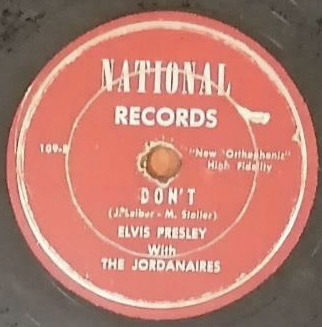 NATIONAL
RECORDS
109-B
"New "Orthophonic"
High Fidelity
DON'T
(J. Leiber - M. Stoller)
ELVIS PRESLEY
With
THE JORDANAIRES